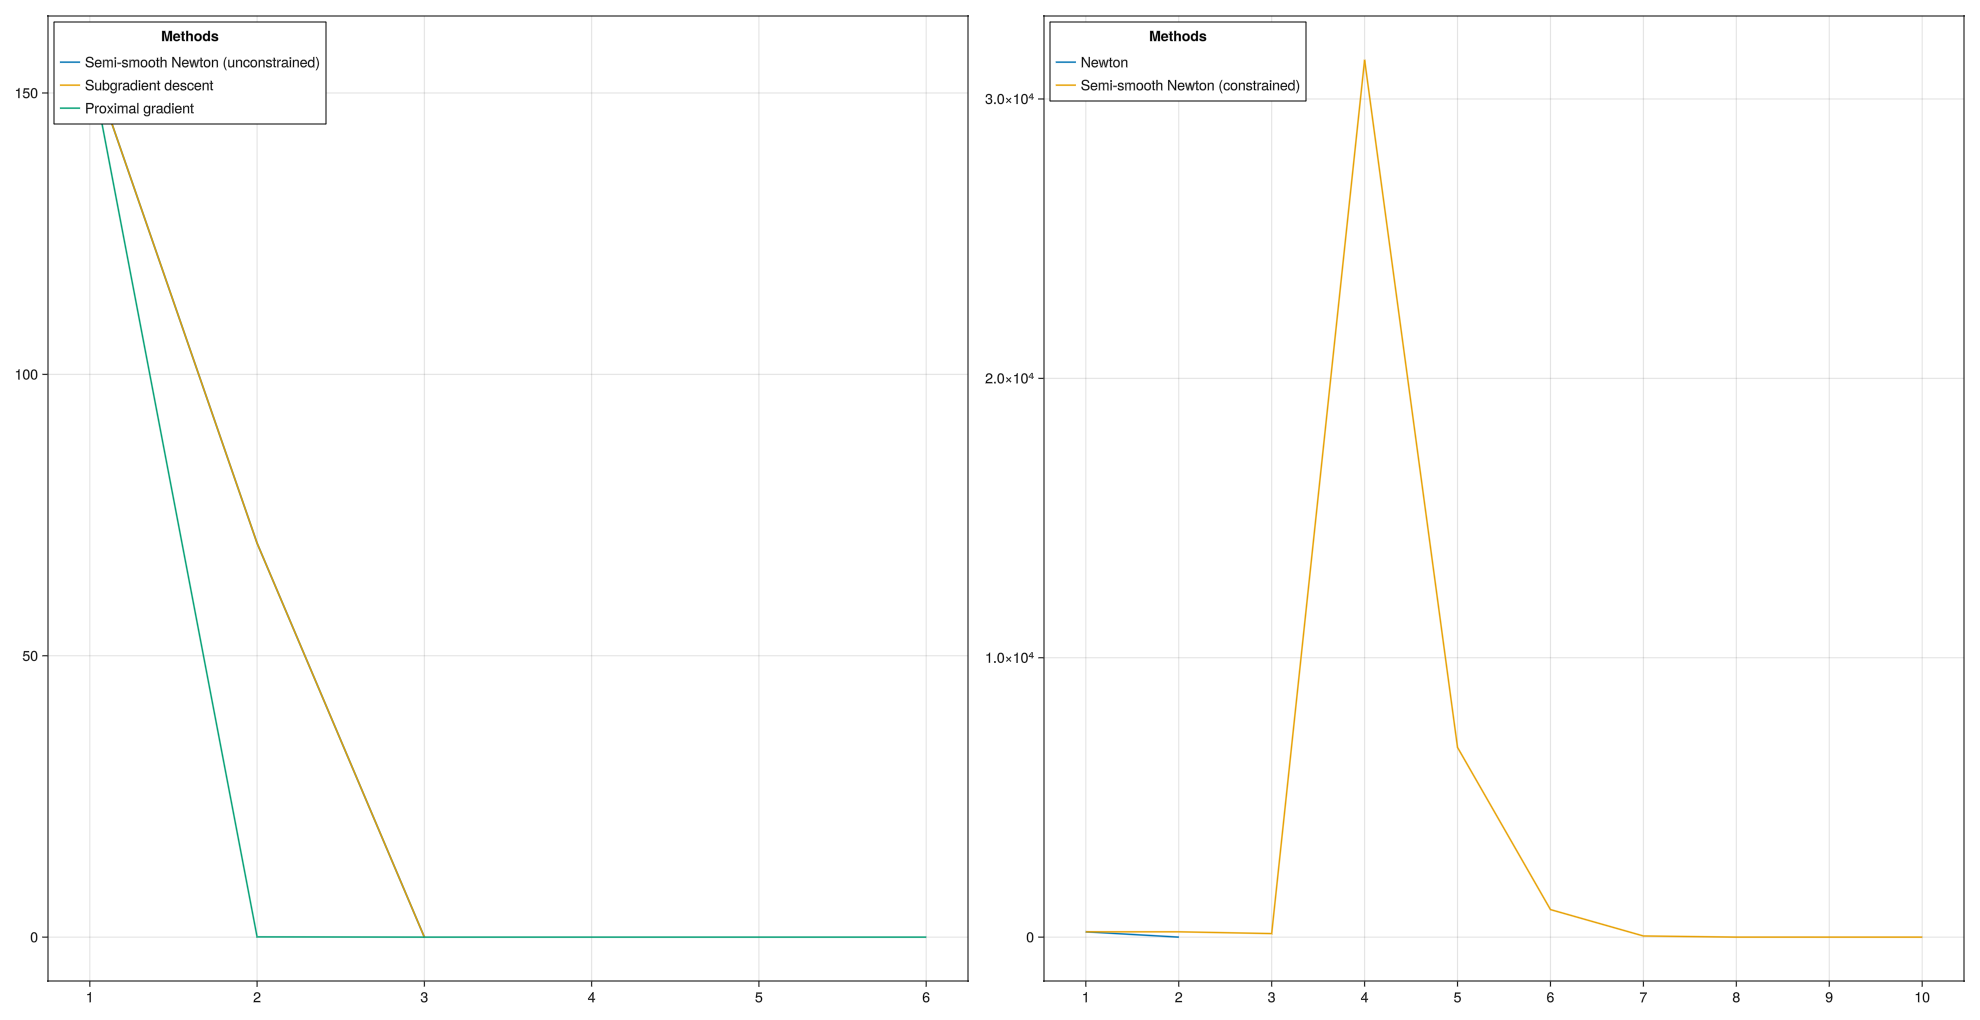 Methods
Semi-smooth Newton (unconstrained)
Subgradient descent
Proximal gradient
150
100
50
0
1 2 3 4 5 6
Methods
Newton
Semi-smooth Newton (constrained)
3.0×10⁴
2.0×10⁴
1.0×10⁴
0
1 2 3 4 5 6 7 8 9 10